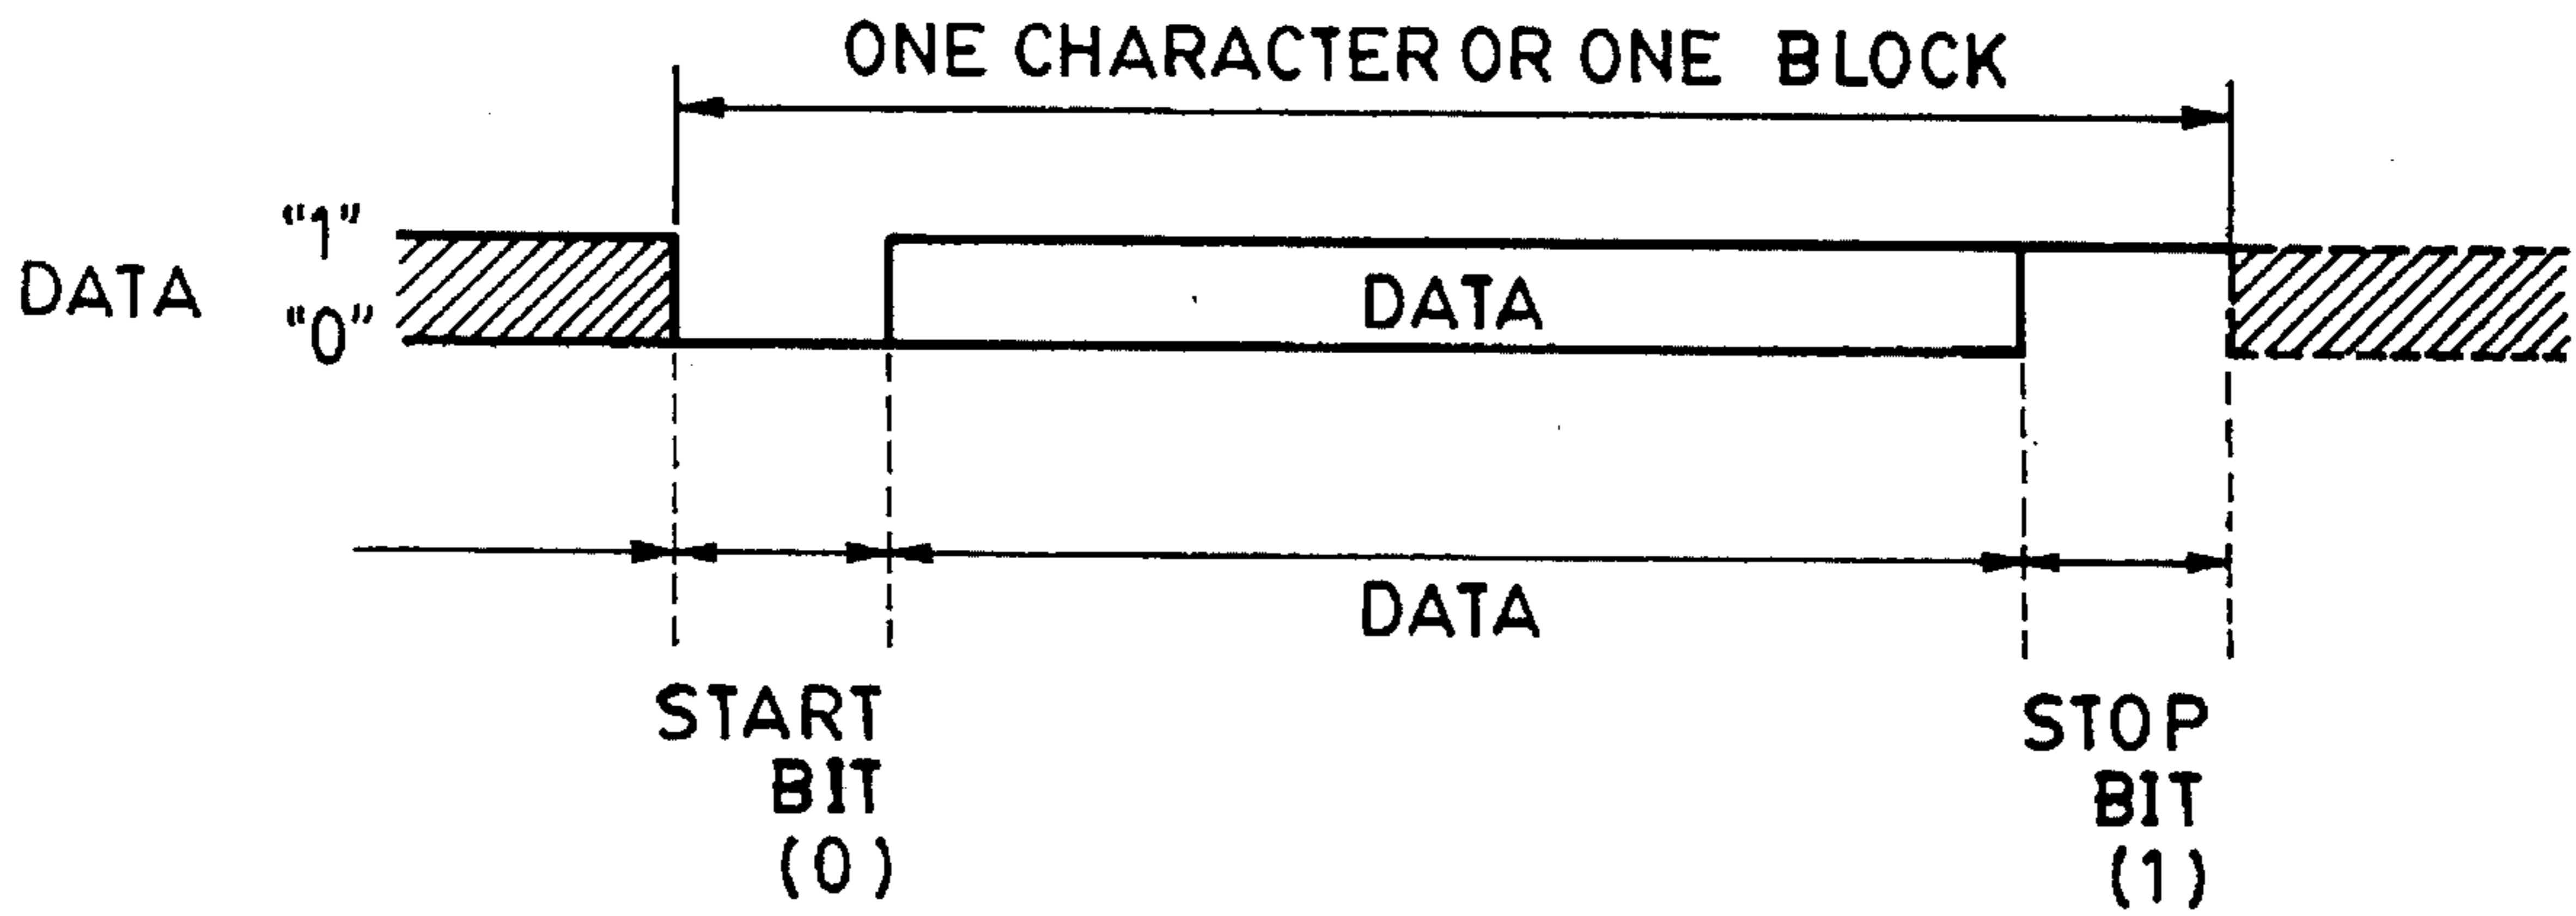 ONE CHARACTER OR ONE BLOCK
"1"
DATA
"0"
DATA
DATA
START
BIT
(0)
STOP
BIT
(1)